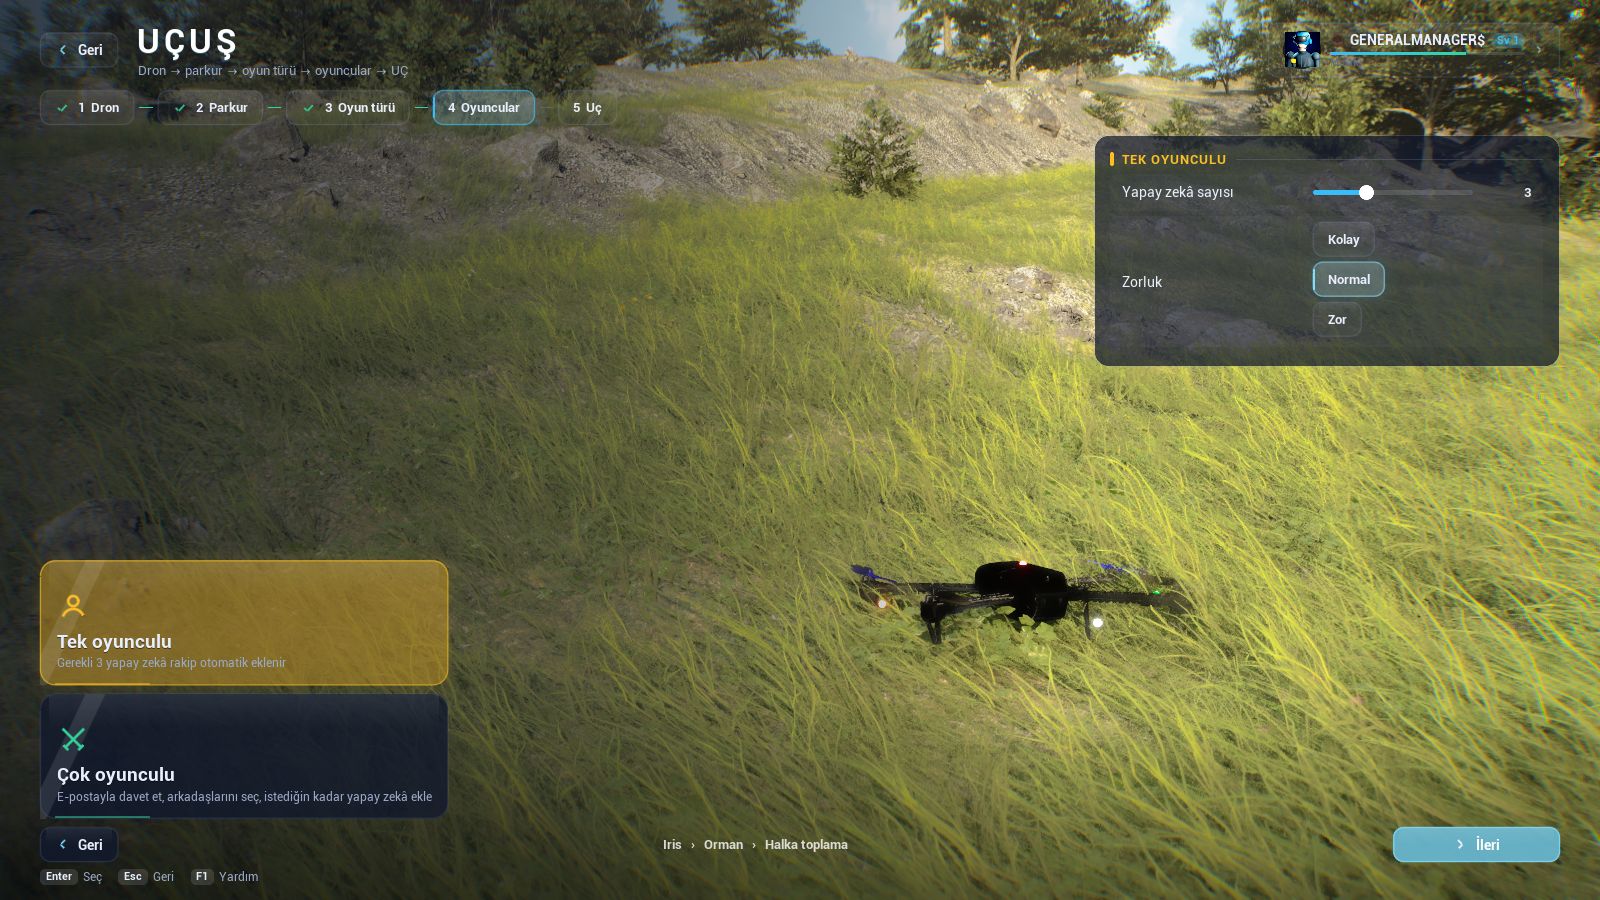 Geri
UÇUŞ
Dron → parkur → oyun türü → oyuncular → UÇ
GENERALMANAGER$ Sv 1
1 Dron
2 Parkur
3 Oyun türü
4 Oyuncular
5 Uç
TEK OYUNCULU
Yapay zekâ sayısı 3
Kolay
Zorluk
Normal
Zor
Tek oyunculu
Gerekli 3 yapay zekâ rakip otomatik eklenir
Çok oyunculu
E-postayla davet et, arkadaşlarını seç, istediğin kadar yapay zekâ ekle
Geri
Iris › Orman › Halka toplama
İleri
Enter Seç Esc Geri F1 Yardım